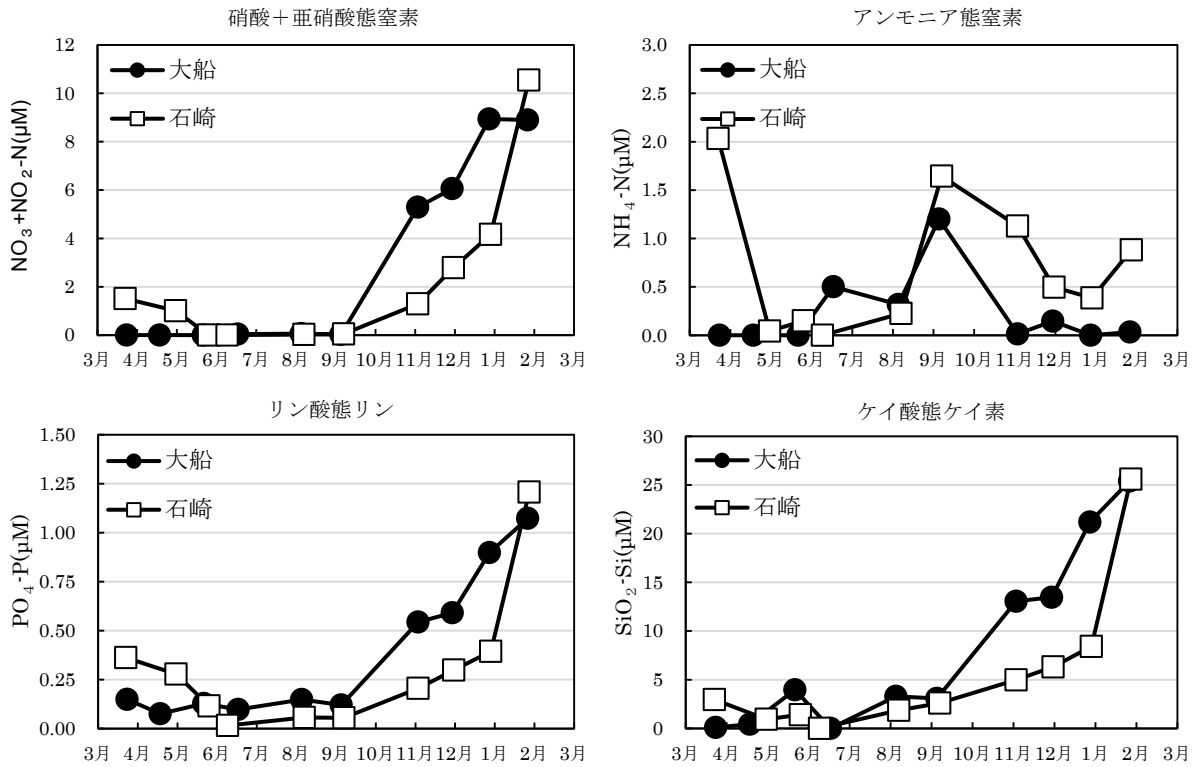 硝酸＋亜硝酸態窒素
NO₃+NO₂-N(μM)
12
10
8
6
4
2
0
大船
石崎
3月 4月 5月 6月 7月 8月 9月 10月 11月 12月 1月 2月 3月
アンモニア態窒素
NH₄-N(μM)
3.0
2.5
2.0
1.5
1.0
0.5
0.0
大船
石崎
3月 4月 5月 6月 7月 8月 9月 10月 11月 12月 1月 2月 3月
リン酸態リン
PO₄-P(μM)
1.50
1.25
1.00
0.75
0.50
0.25
0.00
大船
石崎
3月 4月 5月 6月 7月 8月 9月 10月 11月 12月 1月 2月 3月
ケイ酸態ケイ素
SiO₂-Si(μM)
30
25
20
15
10
5
0
大船
石崎
3月 4月 5月 6月 7月 8月 9月 10月 11月 12月 1月 2月 3月